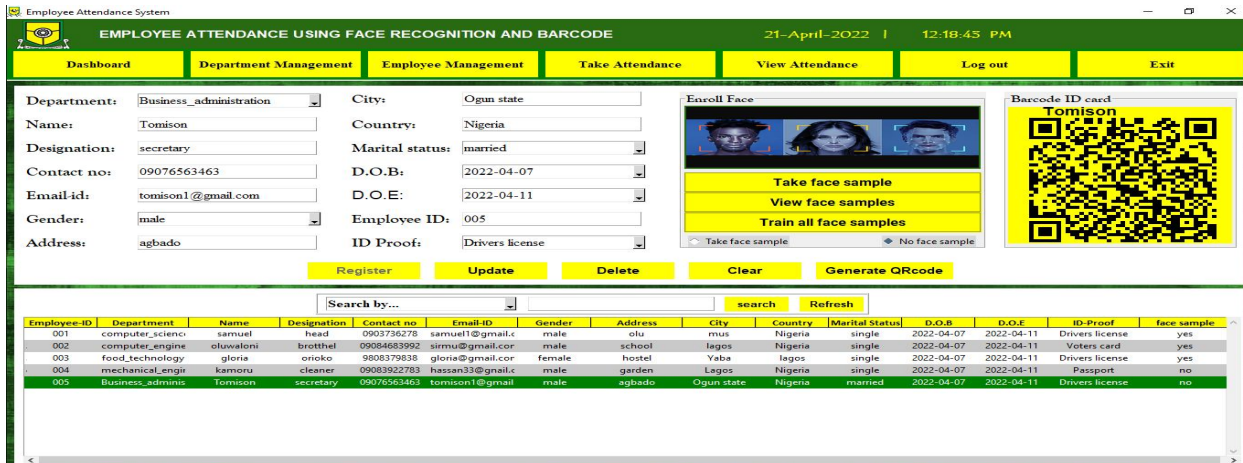 Employee Attendance System
EMPLOYEE ATTENDANCE USING FACE RECOGNITION AND BARCODE 21-April-2022 | 12:18:45 PM
Dashboard Department Management Employee Management Take Attendance View Attendance Log out Exit
Department: Business_administration City: Ogun state Enroll Face Barcode ID card
Name: Tomison Country: Nigeria Tomison
Designation: secretary Marital status: married
Contact no: 09076563463 D.O.B: 2022-04-07 Take face sample
Email-id: tomison1@gmail.com D.O.E: 2022-04-11 View face samples
Gender: male Employee ID: 005 Train all face samples
Address: agbado ID Proof: Drivers license Take face sample No face sample
Register Update Delete Clear Generate QRcode
Search by... search Refresh
Employee-ID Department Name Designation Contact no Email-ID Gender Address City Country Marital Status D.O.B D.O.E ID-Proof face sample
001 computer_scienc samuel head 0903736278 samuel1@gmail.c male olu mus Nigeria single 2022-04-07 2022-04-11 Drivers license yes
002 computer_engine oluwaloni brotthel 09084683992 sirmu@gmail.cor male school lagos Nigeria single 2022-04-07 2022-04-11 Voters card yes
003 food_technology gloria orioko 9808379838 gloria@gmail.cor female hostel Yaba lagos single 2022-04-07 2022-04-11 Drivers license yes
004 mechanical_engir kamoru cleaner 09083922783 hassan33@gnail.c male garden Lagos Nigeria single 2022-04-07 2022-04-11 Passport no
005 Business_adminis Tomison secretary 09076563463 tomison1@gmail male agbado Ogun state Nigeria married 2022-04-07 2022-04-11 Drivers license no